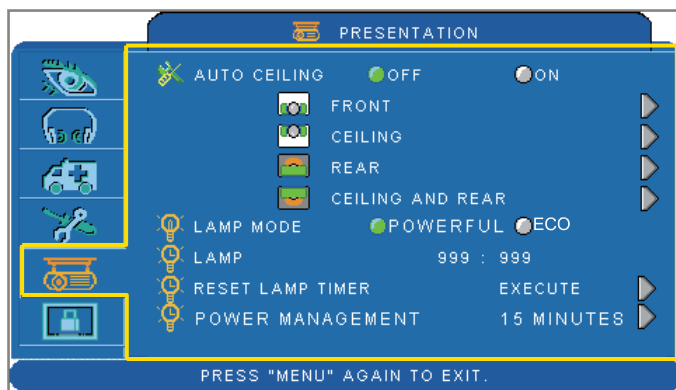 PRESENTATION
AUTO CEILING OFF ON
FRONT
CEILING
REAR
CEILING AND REAR
LAMP MODE POWERFUL ECO
LAMP 999 : 999
RESET LAMP TIMER EXECUTE
POWER MANAGEMENT 15 MINUTES
PRESS "MENU" AGAIN TO EXIT.